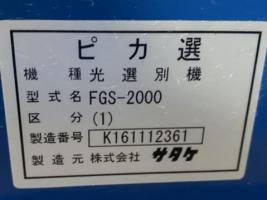 ピカ選
機種 光選別機
型式名 FGS-2000
区分 (1)
製造番号 K161112361
製造元 株式会社 サタケ